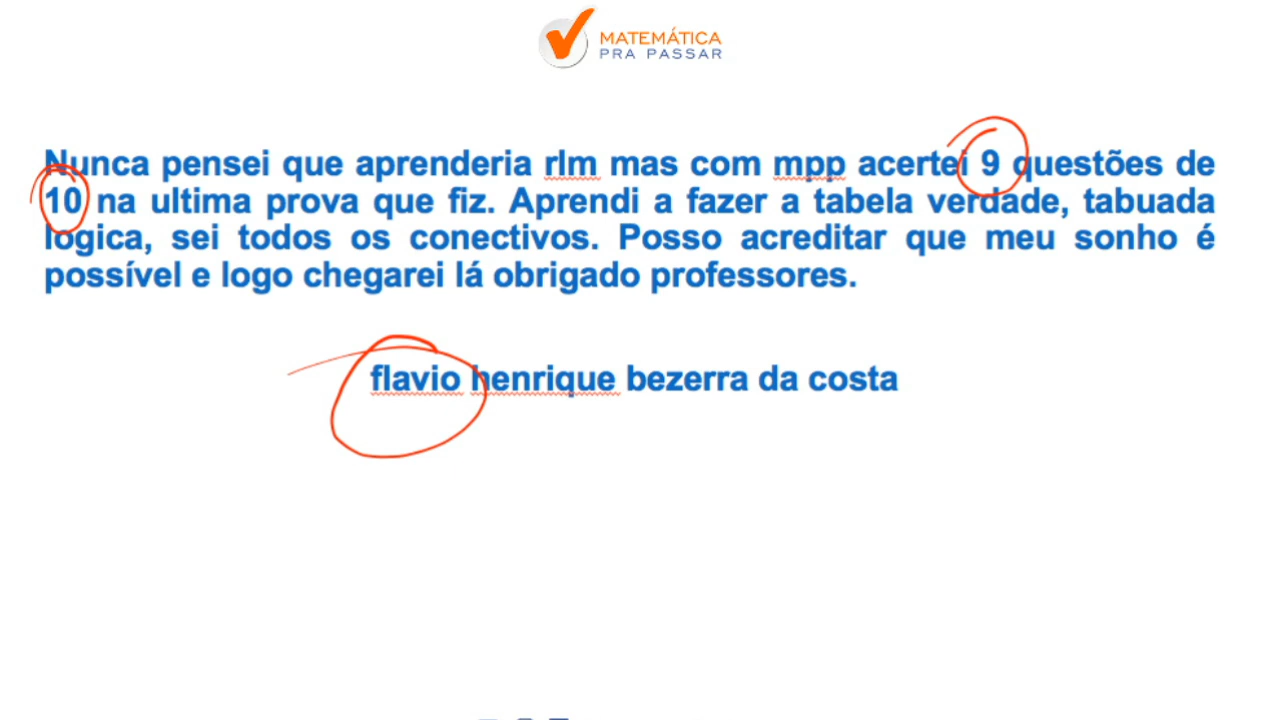 MATEMÁTICA
PRA PASSAR
Nunca pensei que aprenderia rlm mas com mpp acertei 9 questões de
10 na ultima prova que fiz. Aprendi a fazer a tabela verdade, tabuada
lógica, sei todos os conectivos. Posso acreditar que meu sonho é
possível e logo chegarei lá obrigado professores.
flavio henrique bezerra da costa